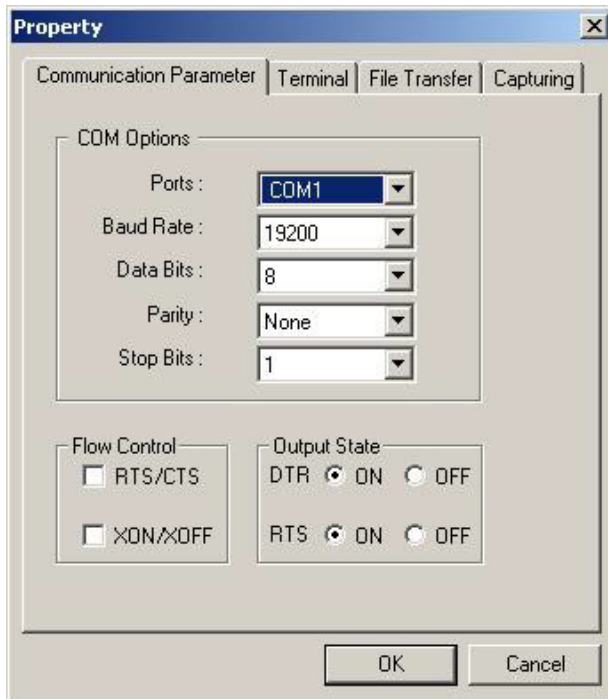 Property
Communication Parameter Terminal File Transfer Capturing
COM Options
Ports : COM1
Baud Rate : 19200
Data Bits : 8
Parity : None
Stop Bits : 1
Flow Control
RTS/CTS
XON/XOFF
Output State
DTR ON OFF
RTS ON OFF
OK Cancel